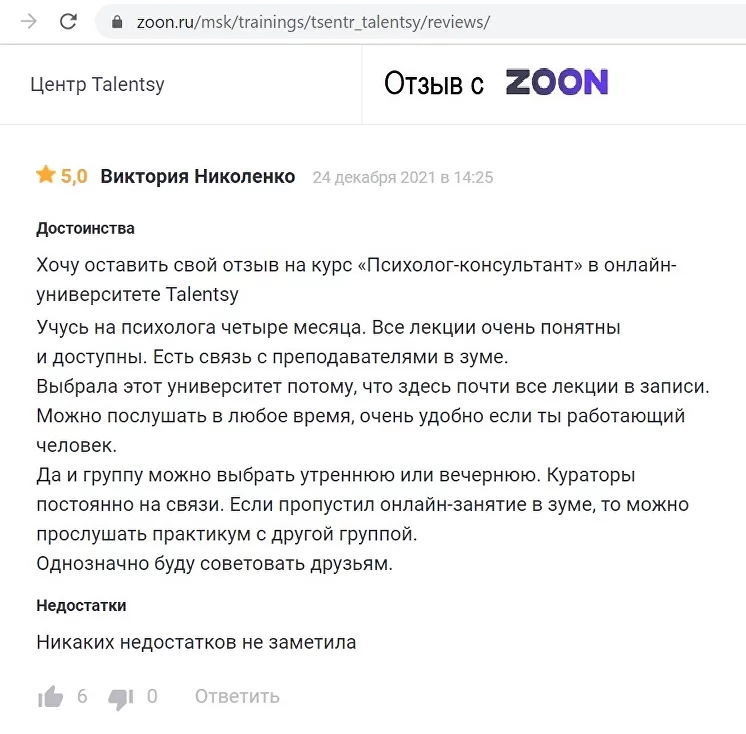 zoon.ru/msk/trainings/tsentr_talentsy/reviews/
Центр Talentsy
Отзыв с ZOON
5,0 Виктория Николенко 24 декабря 2021 в 14:25
Достоинства
Хочу оставить свой отзыв на курс «Психолог-консультант» в онлайн-
университете Talentsy
Учусь на психолога четыре месяца. Все лекции очень понятны
и доступны. Есть связь с преподавателями в зуме.
Выбрала этот университет потому, что здесь почти все лекции в записи.
Можно послушать в любое время, очень удобно если ты работающий
человек.
Да и группу можно выбрать утреннюю или вечернюю. Кураторы
постоянно на связи. Если пропустил онлайн-занятие в зуме, то можно
прослушать практикум с другой группой.
Однозначно буду советовать друзьям.
Недостатки
Никаких недостатков не заметила
6 0 Ответить